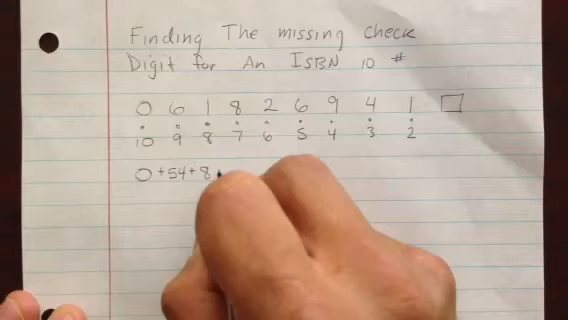 Finding The missing Check
Digit for An ISBN 10 #
0 6 1 8 2 6 9 4 1
10 9 8 7 6 5 4 3 2
0+54+8